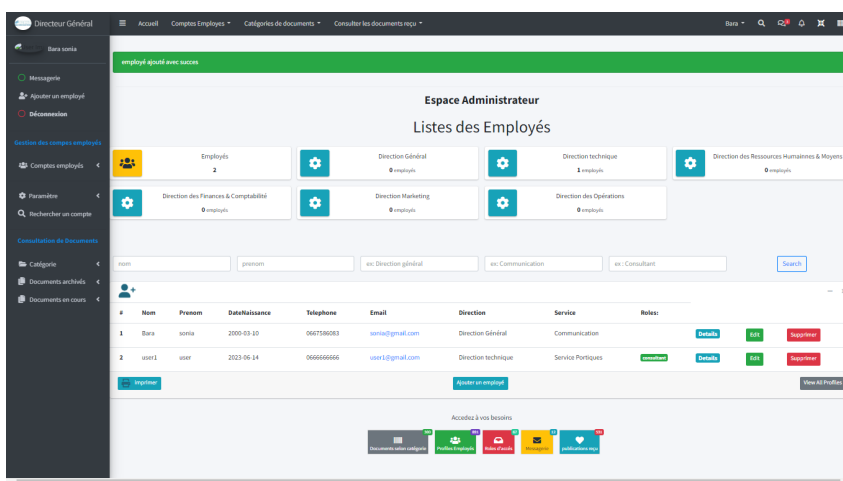 Directeur Général
Accueil Comptes Employes Catégories de documents Consulter les documents reçu Bara
Bara sonia
employé ajouté avec succes
Messagerie
Ajouter un employé
Déconnexion
Gestion des compes employés
Comptes employés
Paramêtre
Rechercher un compte
Consultation de Documents
Catégorie
Documents archivés
Documents en cours
Espace Administrateur
Listes des Employés
Employés
2
Direction Général
0 employés
Direction technique
1 employés
Direction des Ressources Humainnes & Moyens
0 employés
Direction des Finances & Comptabilité
0 employés
Direction Marketing
0 employés
Direction des Opérations
0 employés
nom prenom ex: Direction général ex: Communication ex : Consultant Search
# Nom Prenom DateNaissance Telephone Email Direction Service Roles:
1 Bara sonia 2000-03-10 0667586083 sonia@gmail.com Direction Général Communication Details Edit Supprimer
2 user1 user 2023-06-14 0666666666 user1@gmail.com Direction technique Service Portiques consultant Details Edit Supprimer
Imprimer Ajouter un employé View All Profiles
Accedez à vos besoins
Documents selon catégorie Profiles Employés Roles d'accès Messagerie publications reçu